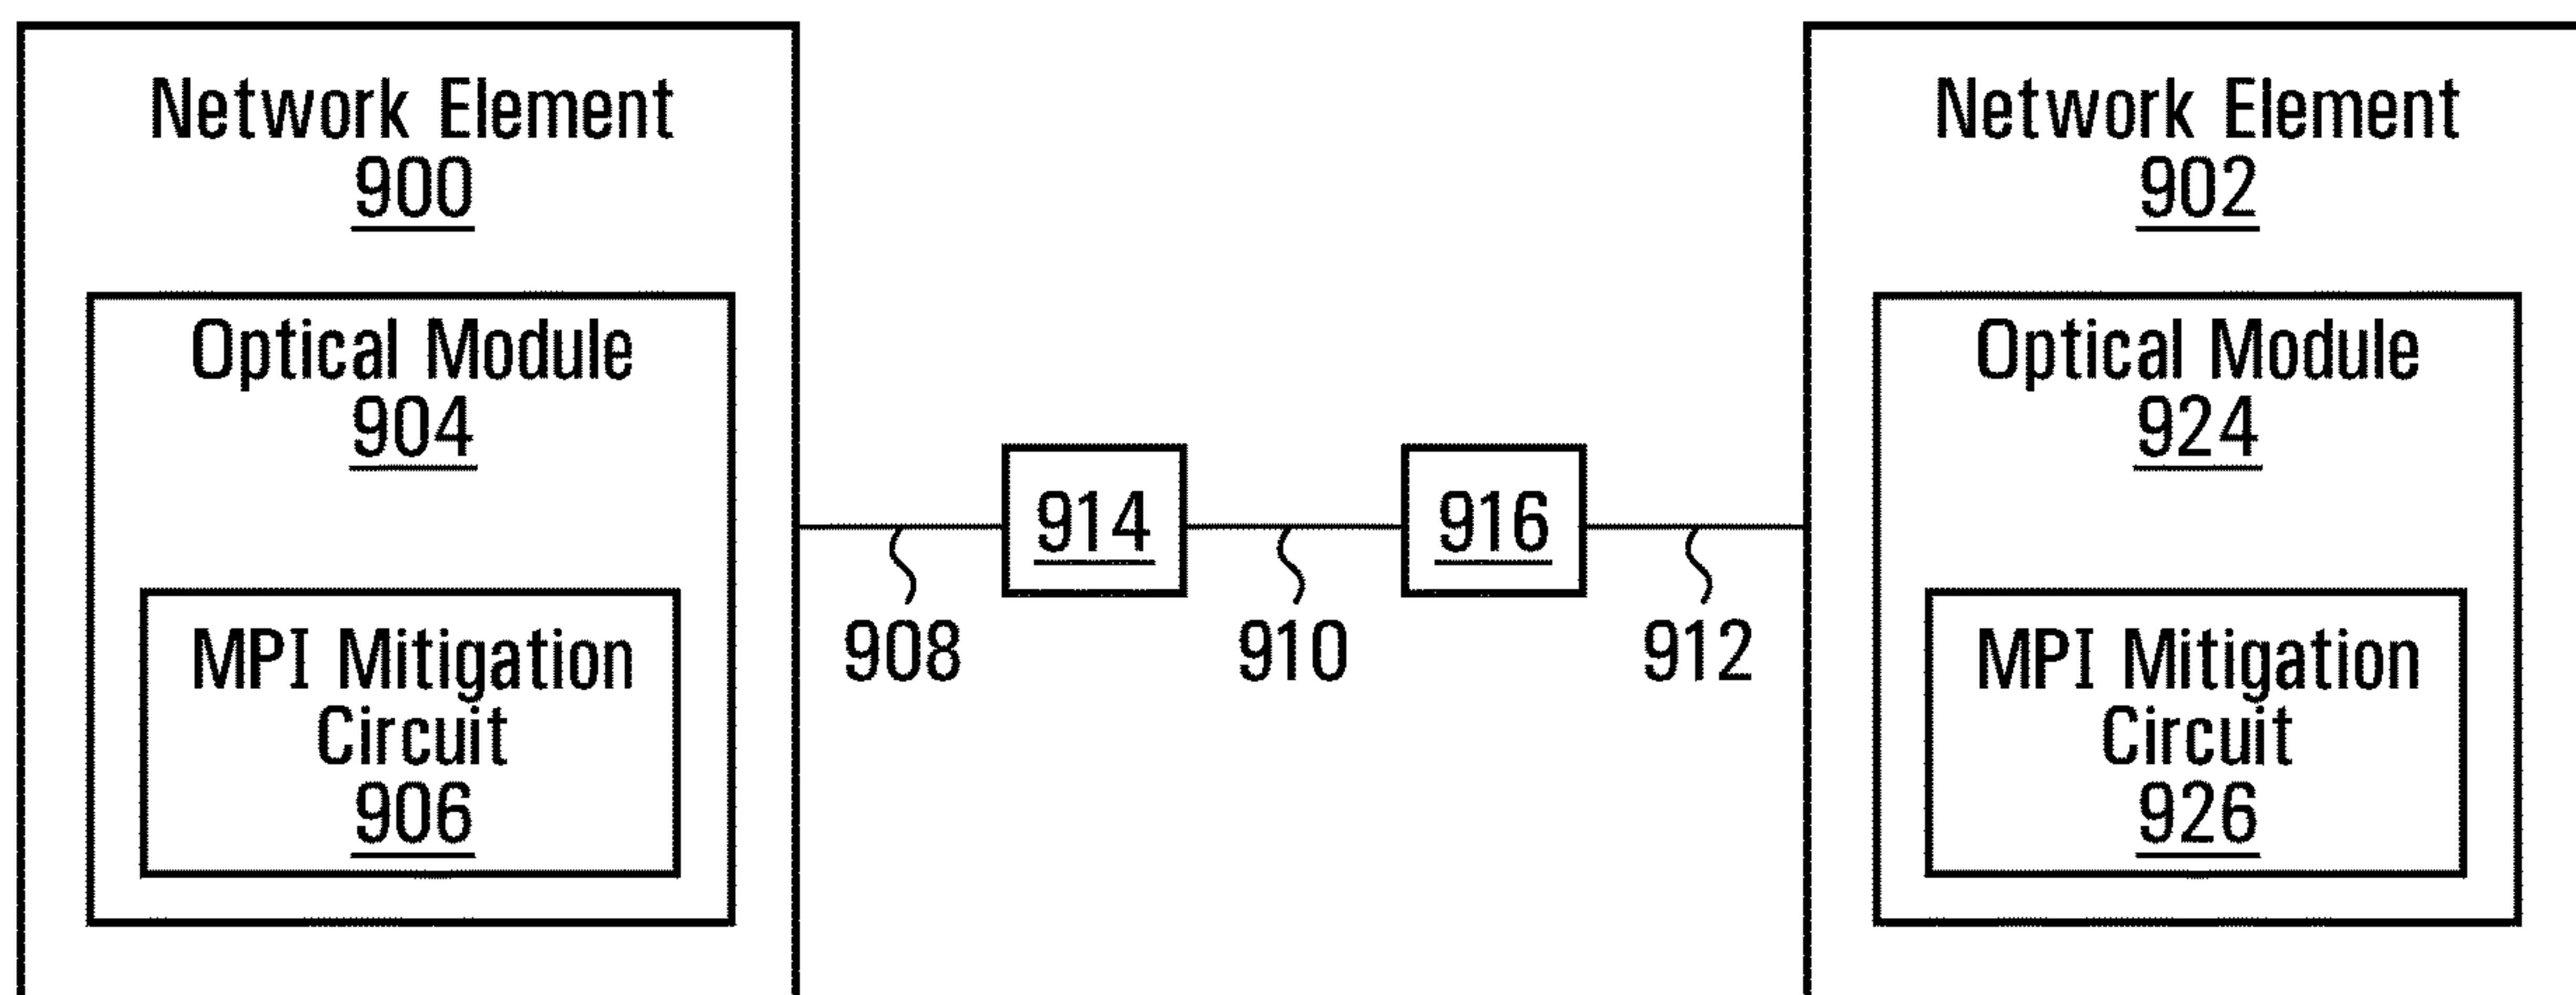 Network Element
900
Optical Module
904
MPI Mitigation
Circuit
906
914
916
908
910
912
Network Element
902
Optical Module
924
MPI Mitigation
Circuit
926